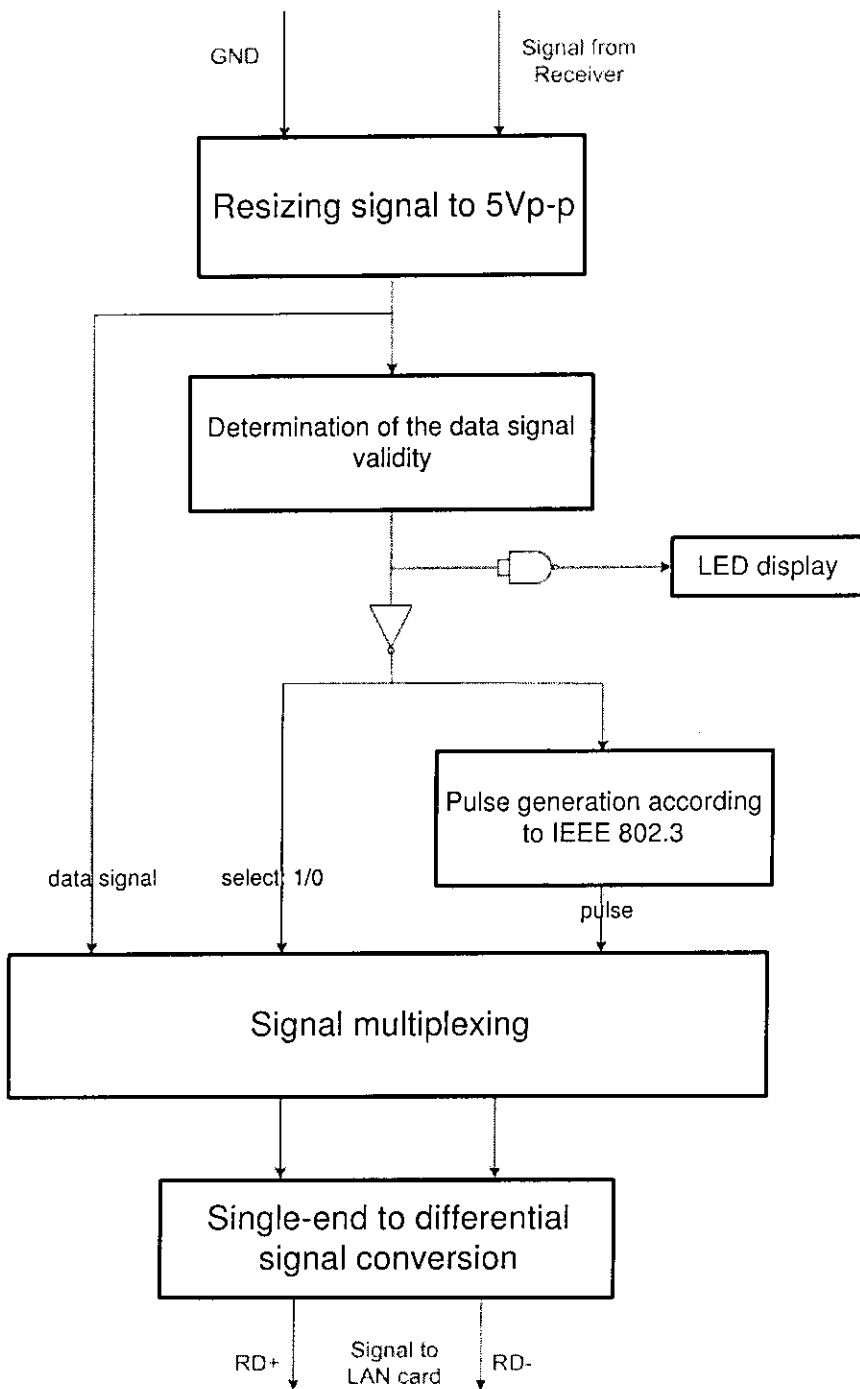 GND
Signal from
Receiver
Resizing signal to 5Vp-p
Determination of the data signal
validity
LED display
Pulse generation according
to IEEE 802.3
data signal
select 1/0
pulse
Signal multiplexing
Single-end to differential
signal conversion
RD+
Signal to
LAN card
RD-